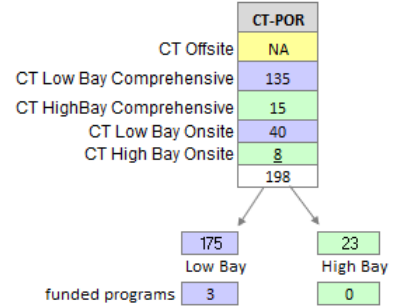 CT-POR
CT Offsite NA
CT Low Bay Comprehensive 135
CT HighBay Comprehensive 15
CT Low Bay Onsite 40
CT High Bay Onsite 8
198
175 23
Low Bay High Bay
funded programs 3 0